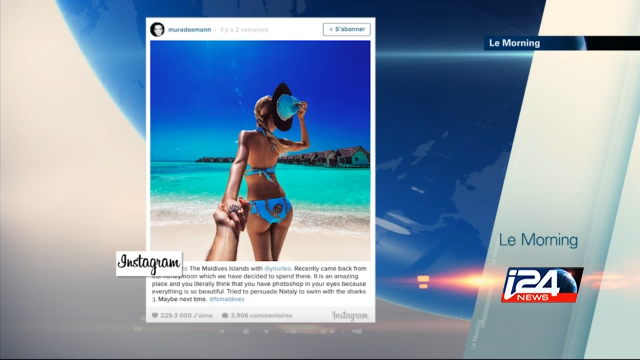 muradosmann il y a 2 semaines
+ S'abonner
Le Morning
to The Maldives Islands with @yourleo. Recently came back from
our honeymoon which we have decided to spend there. It is an amazing
place and you literally think that you have photoshop in your eyes because
everything is so beautiful. Tried to persuade Nataly to swim with the sharks
:). Maybe next time. @fsmaldives
229.3000 J'aime 3,906 commentaires Instagram
Instagram
Le Morning
i24
NEWS